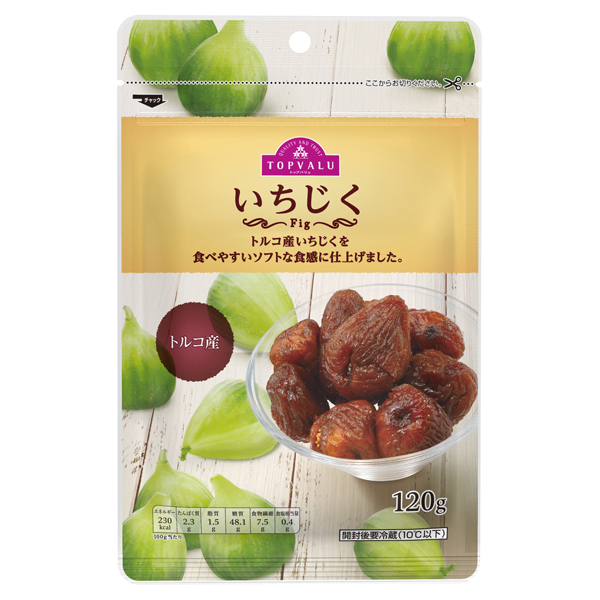 ここからお切りください。
チャック
QUALITY AND TRUST
TOPVALU
トップバリュ
いちじく
Fig
トルコ産いちじくを
食べやすいソフトな食感に仕上げました。
トルコ産
エネルギー たんぱく質 脂質 糖質 食物繊維 食塩相当量
230 kcal 2.3 g 1.5 g 48.1 g 7.5 g 0.4 g
100g当たり
120g
開封後要冷蔵(10℃以下)